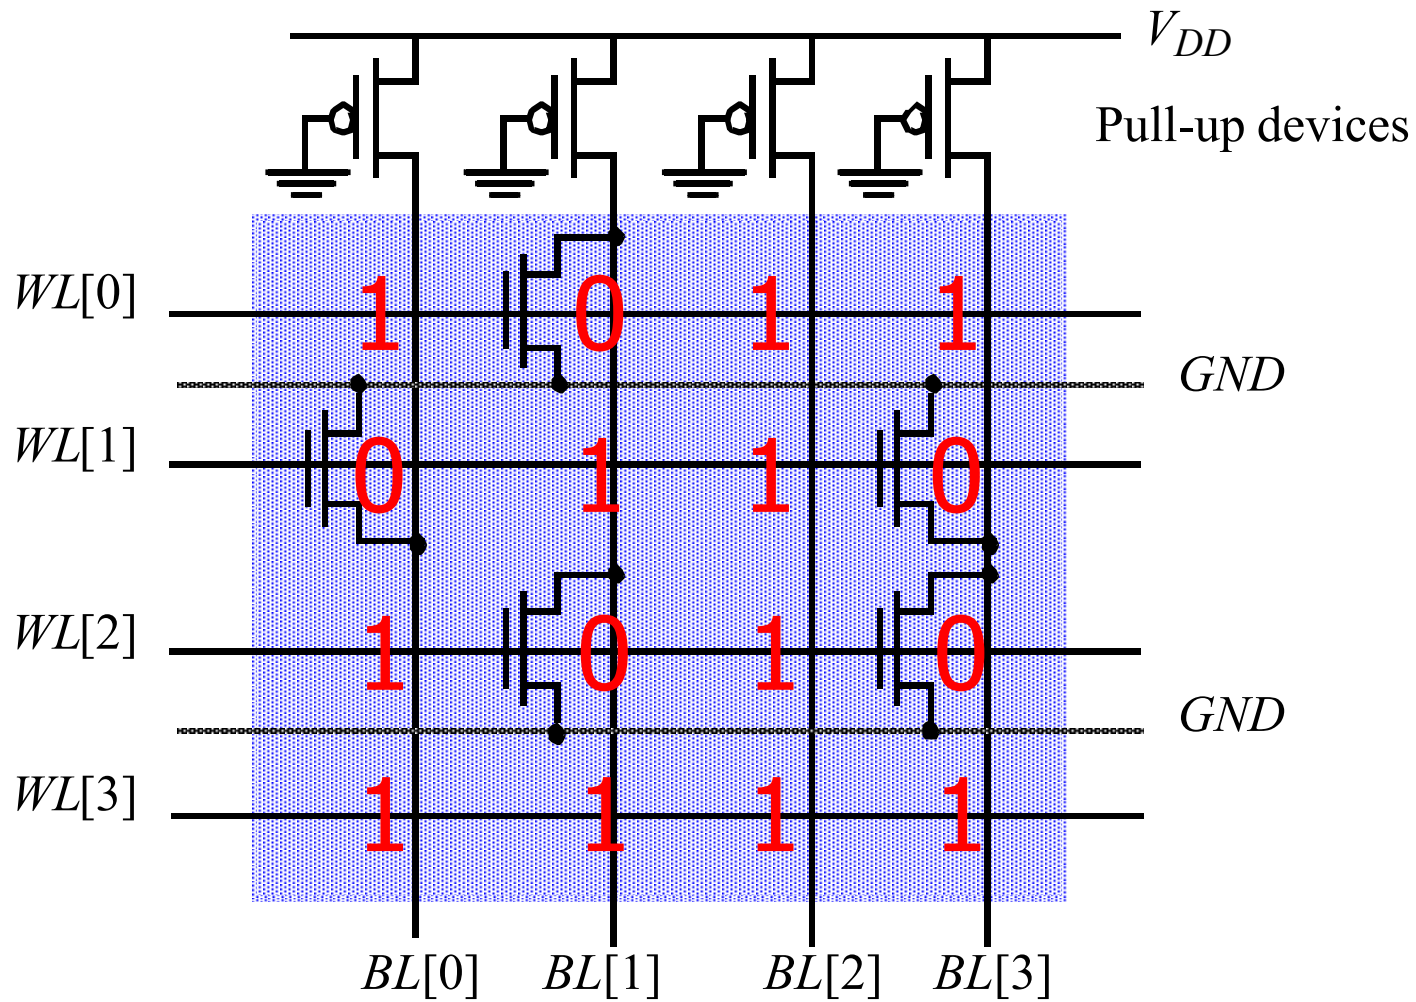 V_DD
Pull-up devices
WL[0] 1 0 1 1
GND
WL[1] 0 1 1 0
WL[2] 1 0 1 0
GND
WL[3] 1 1 1 1
BL[0] BL[1] BL[2] BL[3]